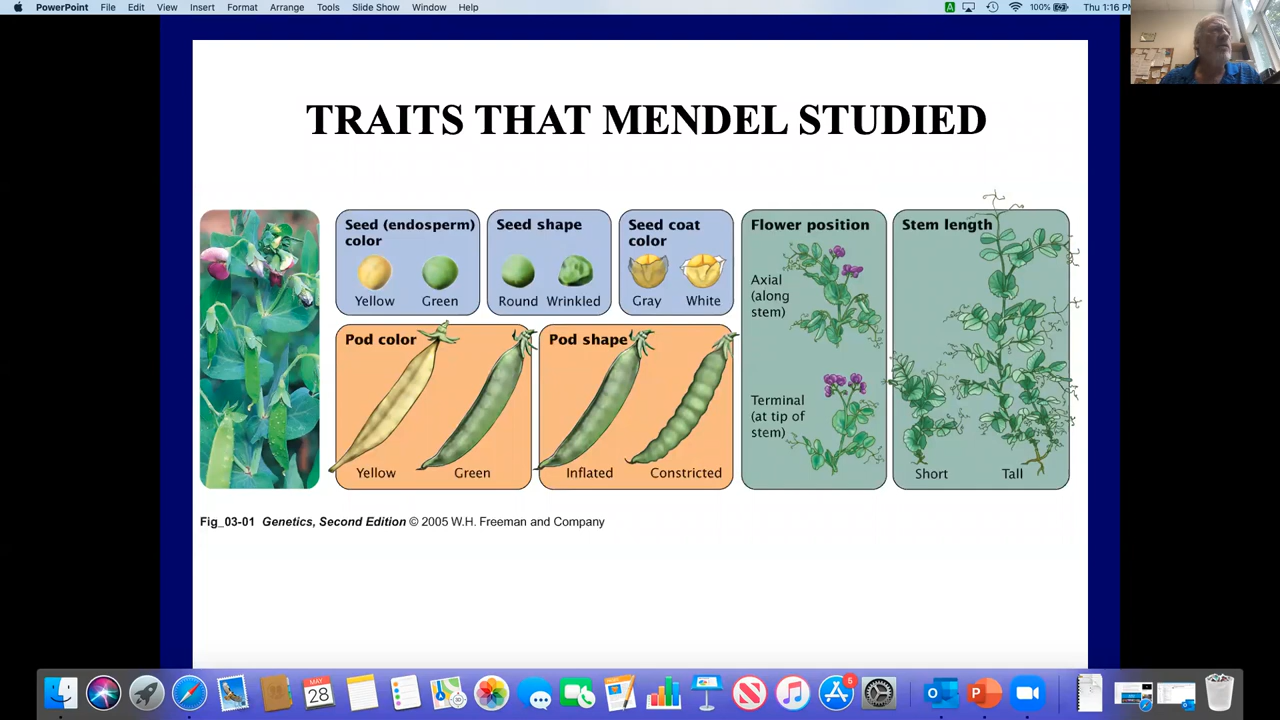 PowerPoint File Edit View Insert Format Arrange Tools Slide Show Window Help
A 100% Thu 1:16 PM
TRAITS THAT MENDEL STUDIED
Seed (endosperm)
color
Yellow Green
Seed shape
Round Wrinkled
Seed coat
color
Gray White
Flower position
Axial
(along
stem)
Terminal
(at tip of
stem)
Stem length
Short Tall
Pod color
Yellow Green
Pod shape
Inflated Constricted
Fig_03-01 Genetics, Second Edition © 2005 W.H. Freeman and Company
MAY
28
6